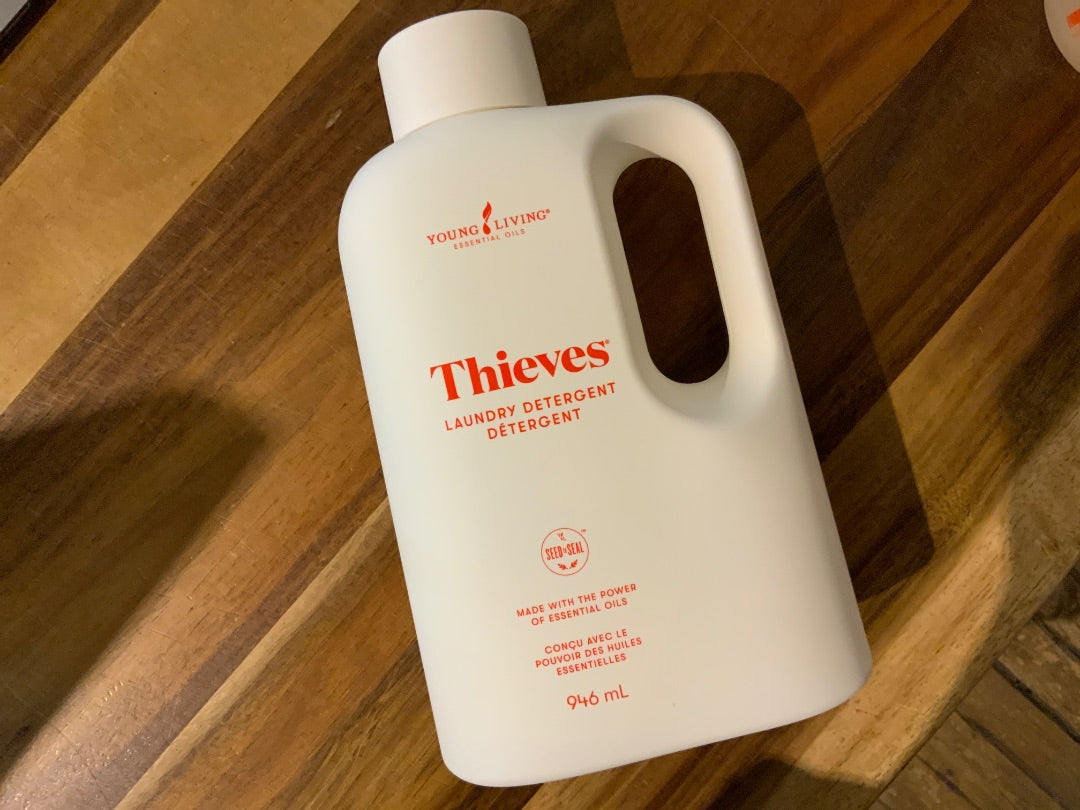 YOUNG LIVING®
ESSENTIAL OILS
Thieves®
LAUNDRY DETERGENT
DÉTERGENT
SEED TO SEAL ™
MADE WITH THE POWER
OF ESSENTIAL OILS
CONÇU AVEC LE
POUVOIR DES HUILES
ESSENTIELLES
946 mL